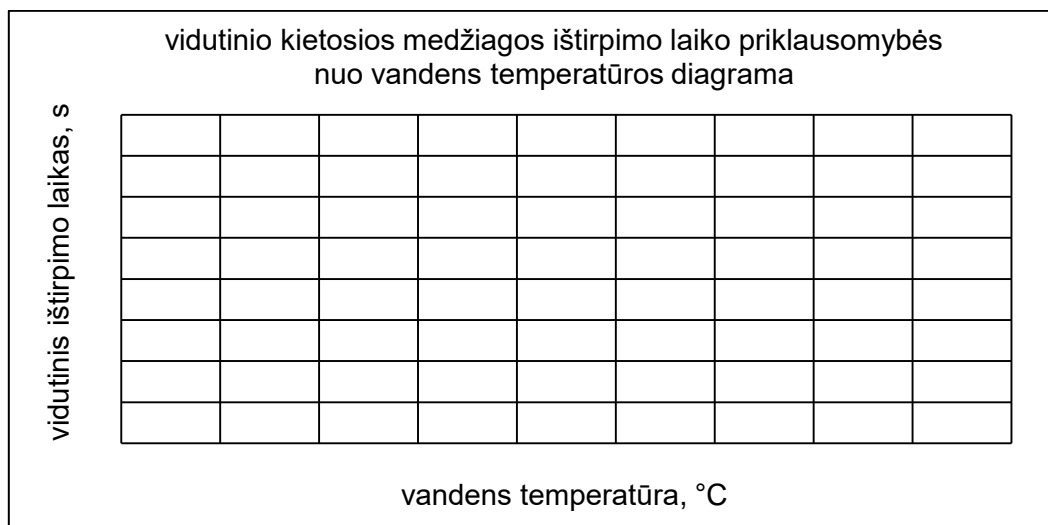 vidutinio kietosios medžiagos ištirpimo laiko priklausomybės
nuo vandens temperatūros diagrama
vidutinis ištirpimo laikas, s
vandens temperatūra, °C